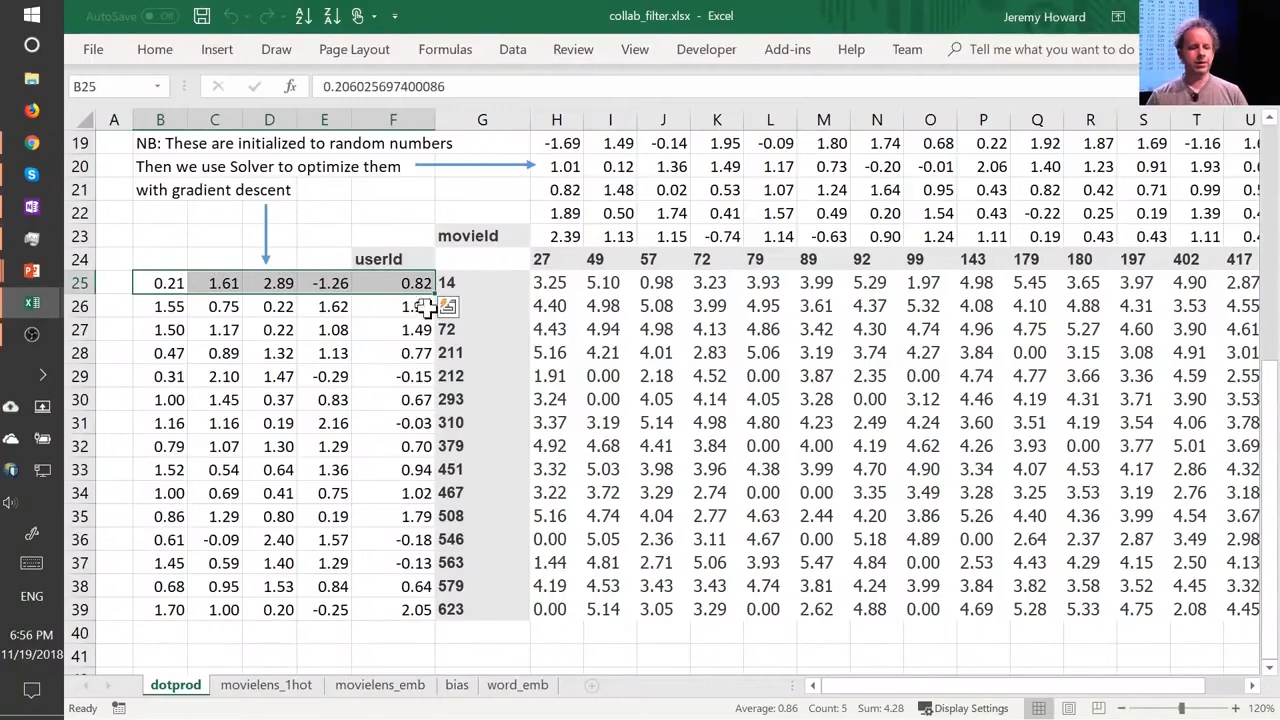 AutoSave Off
collab_filter.xlsx - Excel
Jeremy Howard
File Home Insert Draw Page Layout Formulas Data Review View Developer Add-ins Help Team Tell me what you want to do
B25 fx 0.206025697400086
A B C D E F G H I J K L M N O P Q R S T U
19 NB: These are initialized to random numbers -1.69 1.49 -0.14 1.95 -0.09 1.80 1.74 0.68 0.22 1.92 1.87 1.69 -1.16
20 Then we use Solver to optimize them 1.01 0.12 1.36 1.49 1.17 0.73 -0.20 -0.01 2.06 1.40 1.23 0.91 1.93
21 with gradient descent 0.82 1.48 0.02 0.53 1.07 1.24 1.64 0.95 0.43 0.82 0.42 0.71 0.99
22 1.89 0.50 1.74 0.41 1.57 0.49 0.20 1.54 0.43 -0.22 0.25 0.19 1.39
23 movieId 2.39 1.13 1.15 -0.74 1.14 -0.63 0.90 1.24 1.11 0.19 0.43 0.43 1.11
24 userId 27 49 57 72 79 89 92 99 143 179 180 197 402 417
25 0.21 1.61 2.89 -1.26 0.82 14 3.25 5.10 0.98 3.23 3.93 3.99 5.29 1.97 4.98 5.45 3.65 3.97 4.90 2.87
26 1.55 0.75 0.22 1.62 4.40 4.98 5.08 3.99 4.95 3.61 4.37 5.32 4.08 4.10 4.88 4.31 3.53 4.53
27 1.50 1.17 0.22 1.08 1.49 72 4.43 4.94 4.98 4.13 4.86 3.42 4.30 4.74 4.96 4.75 5.27 4.60 3.90 4.61
28 0.47 0.89 1.32 1.13 0.77 211 5.16 4.21 4.01 2.83 5.06 3.19 3.74 4.27 3.84 0.00 3.15 3.08 4.91 3.01
29 0.31 2.10 1.47 -0.29 -0.15 212 1.91 0.00 2.18 4.52 0.00 3.87 2.35 0.00 4.74 4.77 3.66 3.36 4.59 2.55
30 1.00 1.45 0.37 0.83 0.67 293 3.24 0.00 4.05 4.14 4.05 3.28 0.00 3.12 4.46 4.19 4.31 3.71 3.90 3.53
31 1.16 1.16 0.19 2.16 -0.03 310 3.37 3.19 5.14 4.98 4.80 4.23 2.49 4.24 3.60 3.51 4.19 3.54 4.06 3.78
32 0.79 1.07 1.30 1.29 0.70 379 4.92 4.68 4.41 3.84 0.00 4.00 4.19 4.62 4.26 3.93 0.00 3.77 5.01 3.69
33 1.52 0.54 0.64 1.36 0.94 451 3.32 5.03 3.98 3.96 4.38 3.99 4.70 4.90 3.34 4.07 4.53 4.17 2.86 4.32
34 1.00 0.69 0.41 0.75 1.02 467 3.22 3.72 3.29 2.74 0.00 0.00 3.35 3.49 3.28 3.25 3.53 3.19 2.76 3.18
35 0.86 1.29 0.80 0.19 1.79 508 5.16 4.74 4.04 2.77 4.63 2.44 4.20 3.86 5.26 4.40 4.36 3.99 4.54 3.67
36 0.61 -0.09 2.40 1.57 -0.18 546 0.00 5.05 2.36 3.11 4.67 0.00 5.18 4.87 0.00 2.64 2.37 2.87 3.49 2.98
37 1.45 0.59 1.40 1.29 -0.13 563 1.44 4.81 2.71 5.06 3.93 5.47 4.84 0.00 2.53 4.43 4.29 4.15 2.50 4.13
38 0.68 0.95 1.53 0.84 0.64 579 4.19 4.53 3.43 3.43 4.74 3.81 4.24 3.99 3.84 3.82 3.58 3.52 4.45 3.32
39 1.70 1.00 0.20 -0.25 2.05 623 0.00 5.14 3.05 3.29 0.00 2.62 4.88 0.00 4.69 5.28 5.33 4.75 2.08 4.45
40
41
dotprod movielens_1hot movielens_emb bias word_emb
Ready Average: 0.86 Count: 5 Sum: 4.28 Display Settings 120%
ENG
6:56 PM
11/19/2018